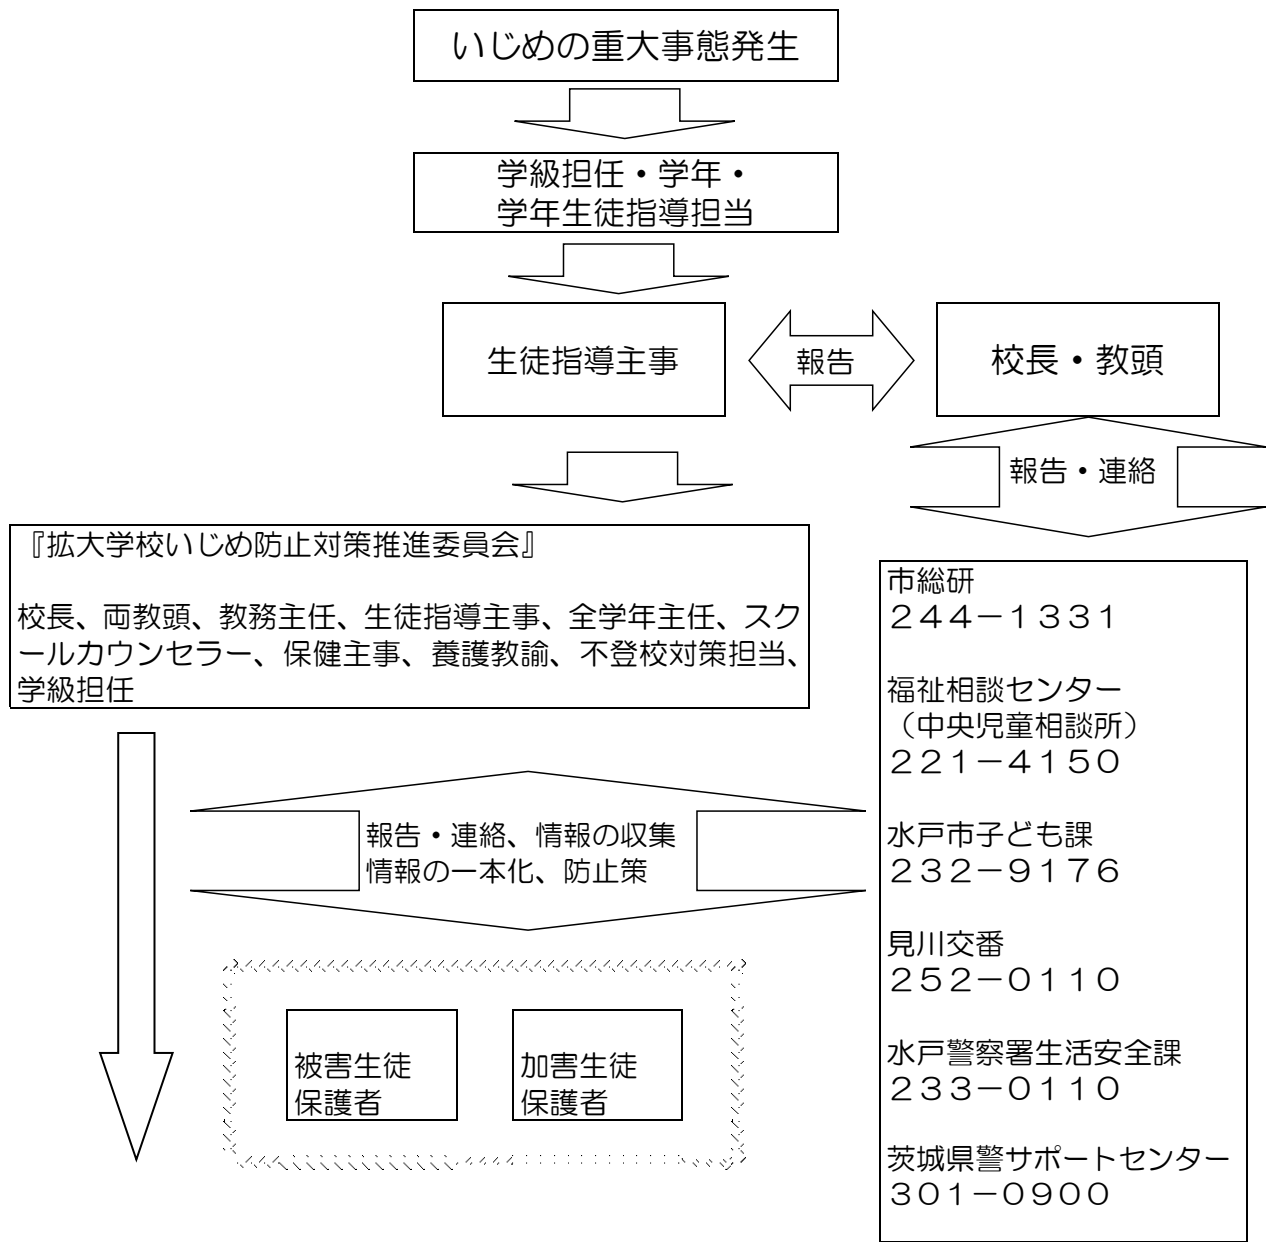 いじめの重大事態発生
学級担任・学年・
学年生徒指導担当
生徒指導主事
報告
校長・教頭
報告・連絡
『拡大学校いじめ防止対策推進委員会』
校長、両教頭、教務主任、生徒指導主事、全学年主任、スク
ールカウンセラー、保健主事、養護教諭、不登校対策担当、
学級担任
市総研
２４４－１３３１
福祉相談センター
（中央児童相談所）
２２１－４１５０
水戸市子ども課
２３２－９１７６
見川交番
２５２－０１１０
水戸警察署生活安全課
２３３－０１１０
茨城県警サポートセンター
３０１－０９００
報告・連絡、情報の収集
情報の一本化、防止策
被害生徒
保護者
加害生徒
保護者